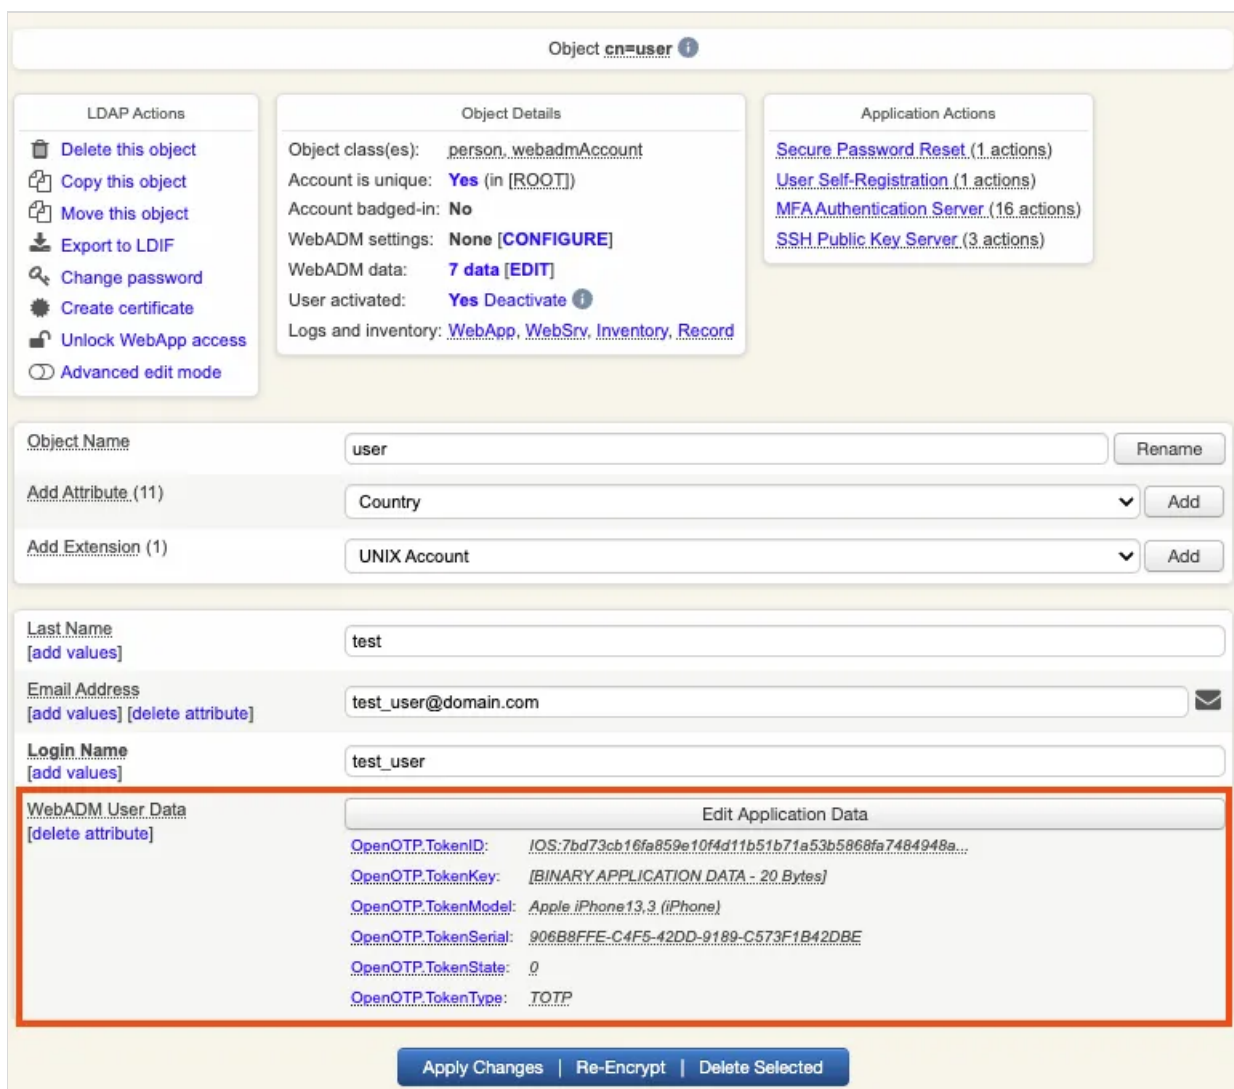 Object cn=user
LDAP Actions
Delete this object
Copy this object
Move this object
Export to LDIF
Change password
Create certificate
Unlock WebApp access
Advanced edit mode
Object Details
Object class(es): person, webadmAccount
Account is unique: Yes (in [ROOT])
Account badged-in: No
WebADM settings: None [CONFIGURE]
WebADM data: 7 data [EDIT]
User activated: Yes Deactivate
Logs and inventory: WebApp, WebSrv, Inventory, Record
Application Actions
Secure Password Reset (1 actions)
User Self-Registration (1 actions)
MFA Authentication Server (16 actions)
SSH Public Key Server (3 actions)
Object Name user Rename
Add Attribute (11) Country Add
Add Extension (1) UNIX Account Add
Last Name
[add values]
test
Email Address
[add values] [delete attribute]
test_user@domain.com
Login Name
[add values]
test_user
WebADM User Data
[delete attribute]
Edit Application Data
OpenOTP.TokenID: IOS:7bd73cb16fa859e10f4d11b51b71a53b5868fa7484948a...
OpenOTP.TokenKey: [BINARY APPLICATION DATA - 20 Bytes]
OpenOTP.TokenModel: Apple iPhone13,3 (iPhone)
OpenOTP.TokenSerial: 906B8FFE-C4F5-42DD-9189-C573F1B42DBE
OpenOTP.TokenState: 0
OpenOTP.TokenType: TOTP
Apply Changes | Re-Encrypt | Delete Selected